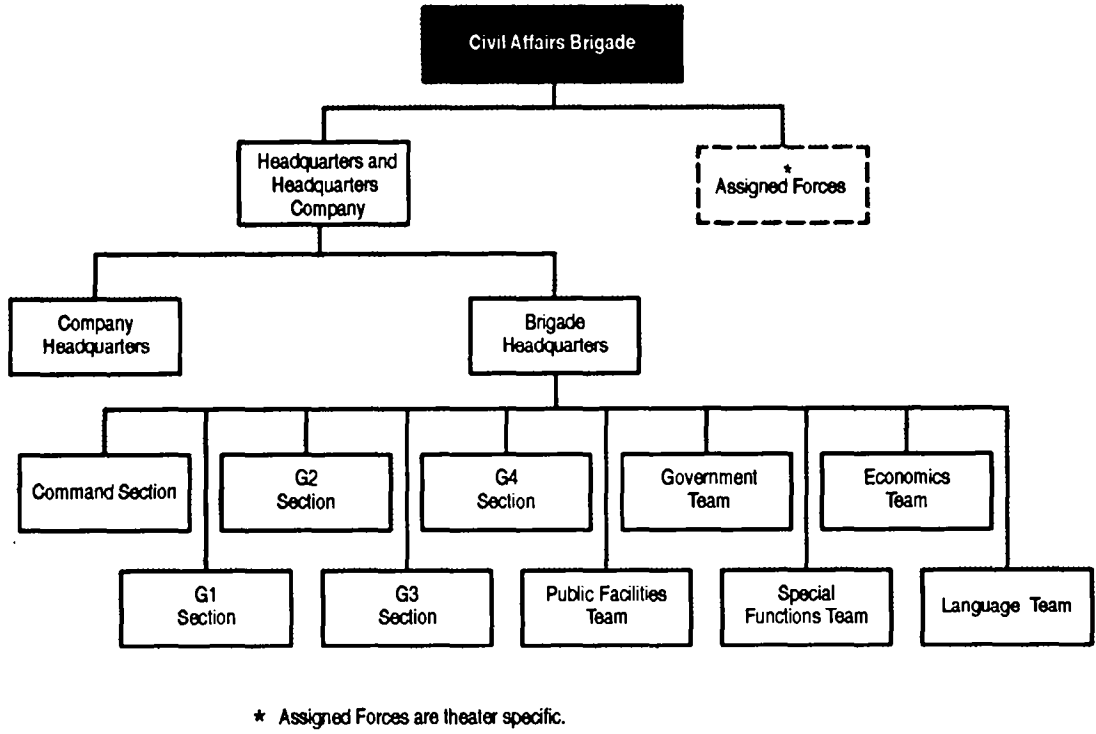 Civil Affairs Brigade
Headquarters and
Headquarters
Company
*
Assigned Forces
Company
Headquarters
Brigade
Headquarters
Command Section
G2
Section
G4
Section
Government
Team
Economics
Team
G1
Section
G3
Section
Public Facilities
Team
Special
Functions Team
Language Team
* Assigned Forces are theater specific.